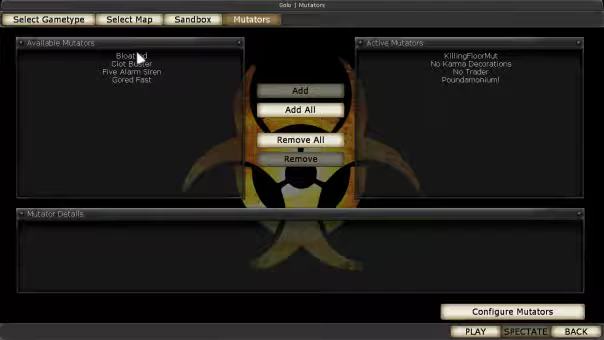 Solo | Mutators
Select Gametype Select Map Sandbox Mutators
Available Mutators
Clot Buster
Five Alarm Siren
Gored Fast
Add
Add All
Remove All
Remove
Active Mutators
KillingFloorMut
No Karma Decorations
No Trader
Poundamonium!
Mutator Details
Configure Mutators
PLAY SPECTATE BACK